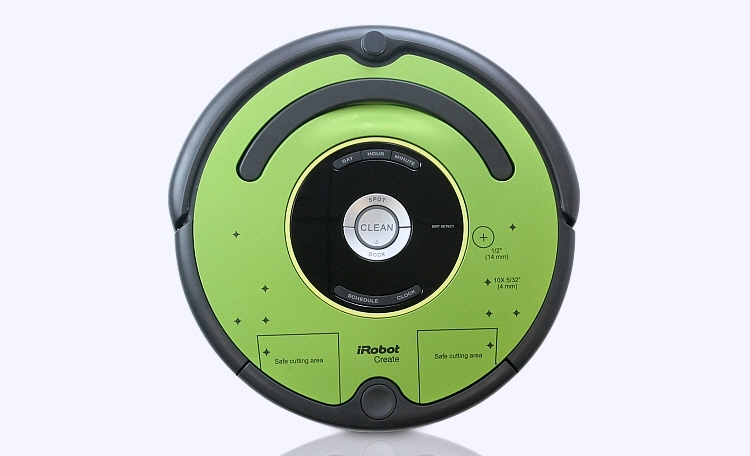 DAY HOUR MINUTE
SPOT
CLEAN
DOCK
DIRT DETECT
SCHEDULE CLOCK
1/2"
(14 mm)
10X 5/32"
(4 mm)
iRobot
Create
Safe cutting area
Safe cutting area